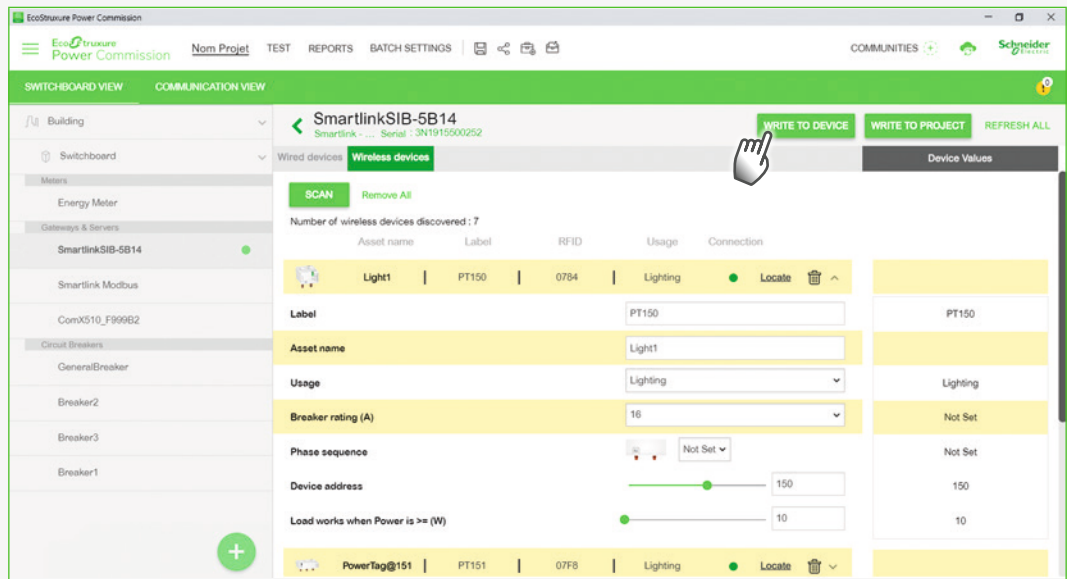 EcoStruxure Power Commission
EcoStruxure
Power Commission
Nom Projet TEST REPORTS BATCH SETTINGS
COMMUNITIES +
Schneider
Electric
SWITCHBOARD VIEW COMMUNICATION VIEW
0
!
Building
Switchboard
Meters
Energy Meter
Gateways & Servers
SmartlinkSIB-5B14
Smartlink Modbus
ComX510_F999B2
Circuit Breakers
GeneralBreaker
Breaker2
Breaker3
Breaker1
+
SmartlinkSIB-5B14
Smartlink - ... Serial : 3N1915500252
WRITE TO DEVICE WRITE TO PROJECT REFRESH ALL
Wired devices Wireless devices Device Values
SCAN Remove All
Number of wireless devices discovered : 7
Asset name Label RFID Usage Connection
Light1 | PT150 | 0784 | Lighting Locate
Label PT150 PT150
Asset name Light1
Usage Lighting Lighting
Breaker rating (A) 16 Not Set
Phase sequence Not Set Not Set
Device address 150 150
Load works when Power is >= (W) 10 10
PowerTag@151 | PT151 | 07F8 | Lighting Locate